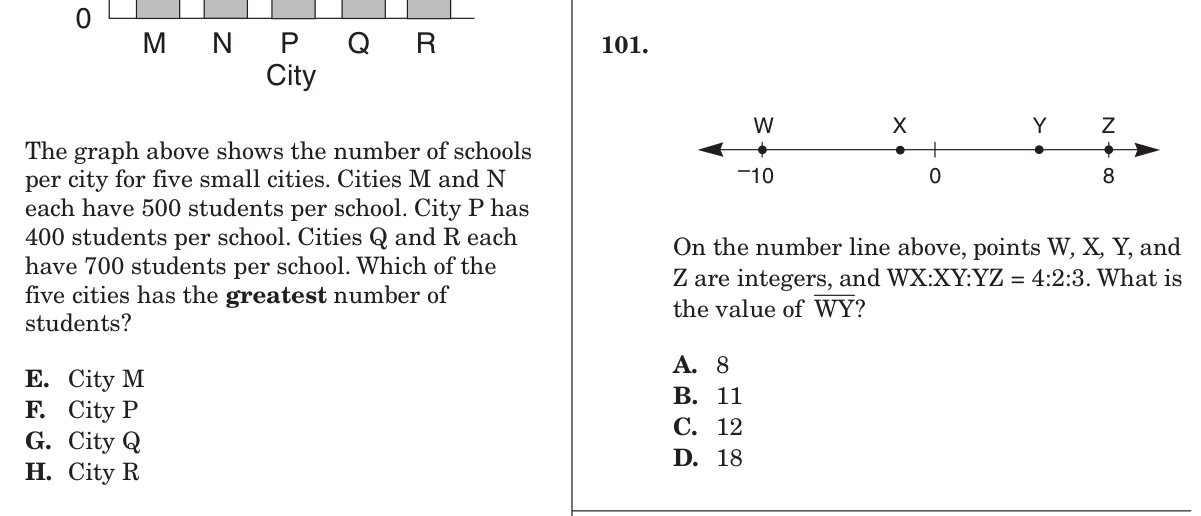 0
M N P Q R
City
The graph above shows the number of schools
per city for five small cities. Cities M and N
each have 500 students per school. City P has
400 students per school. Cities Q and R each
have 700 students per school. Which of the
five cities has the greatest number of
students?
E. City M
F. City P
G. City Q
H. City R
101.
W X Y Z
–10 0 8
On the number line above, points W, X, Y, and
Z are integers, and WX:XY:YZ = 4:2:3. What is
the value of W̅Y̅?
A. 8
B. 11
C. 12
D. 18